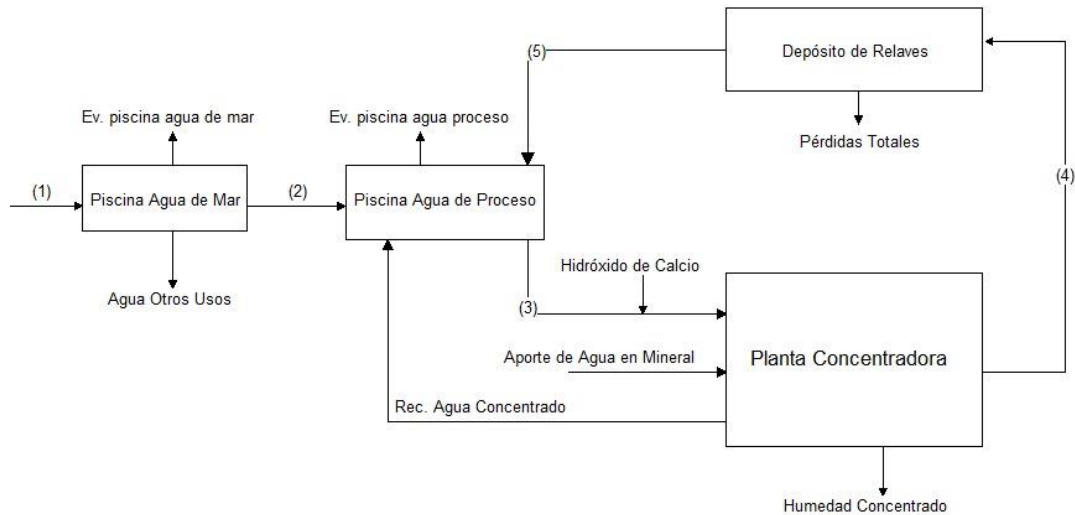 Depósito de Relaves
(5)
Ev. piscina agua de mar
Ev. piscina agua proceso
Pérdidas Totales
(4)
(1)
Piscina Agua de Mar
(2)
Piscina Agua de Proceso
Hidróxido de Calcio
Agua Otros Usos
(3)
Aporte de Agua en Mineral
Planta Concentradora
Rec. Agua Concentrado
Humedad Concentrado